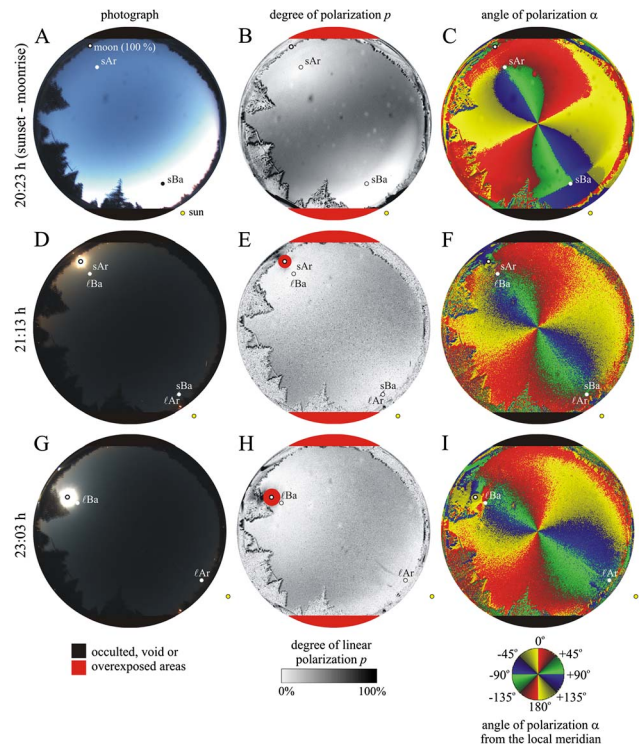 photograph
degree of polarization p
angle of polarization α
20:23 h (sunset - moonrise)
A
moon (100 %)
sAr
sBa
sun
B
sAr
sBa
C
sAr
sBa
21:13 h
D
sAr
ℓBa
sBa
ℓAr
E
sAr
ℓBa
sBa
ℓAr
F
sAr
ℓBa
sBa
ℓAr
23:03 h
G
ℓBa
ℓAr
H
ℓBa
ℓAr
I
ℓBa
ℓAr
occulted, void or
overexposed areas
degree of linear
polarization p
0%
100%
0°
-45°
+45°
-90°
+90°
-135°
+135°
180°
angle of polarization α
from the local meridian